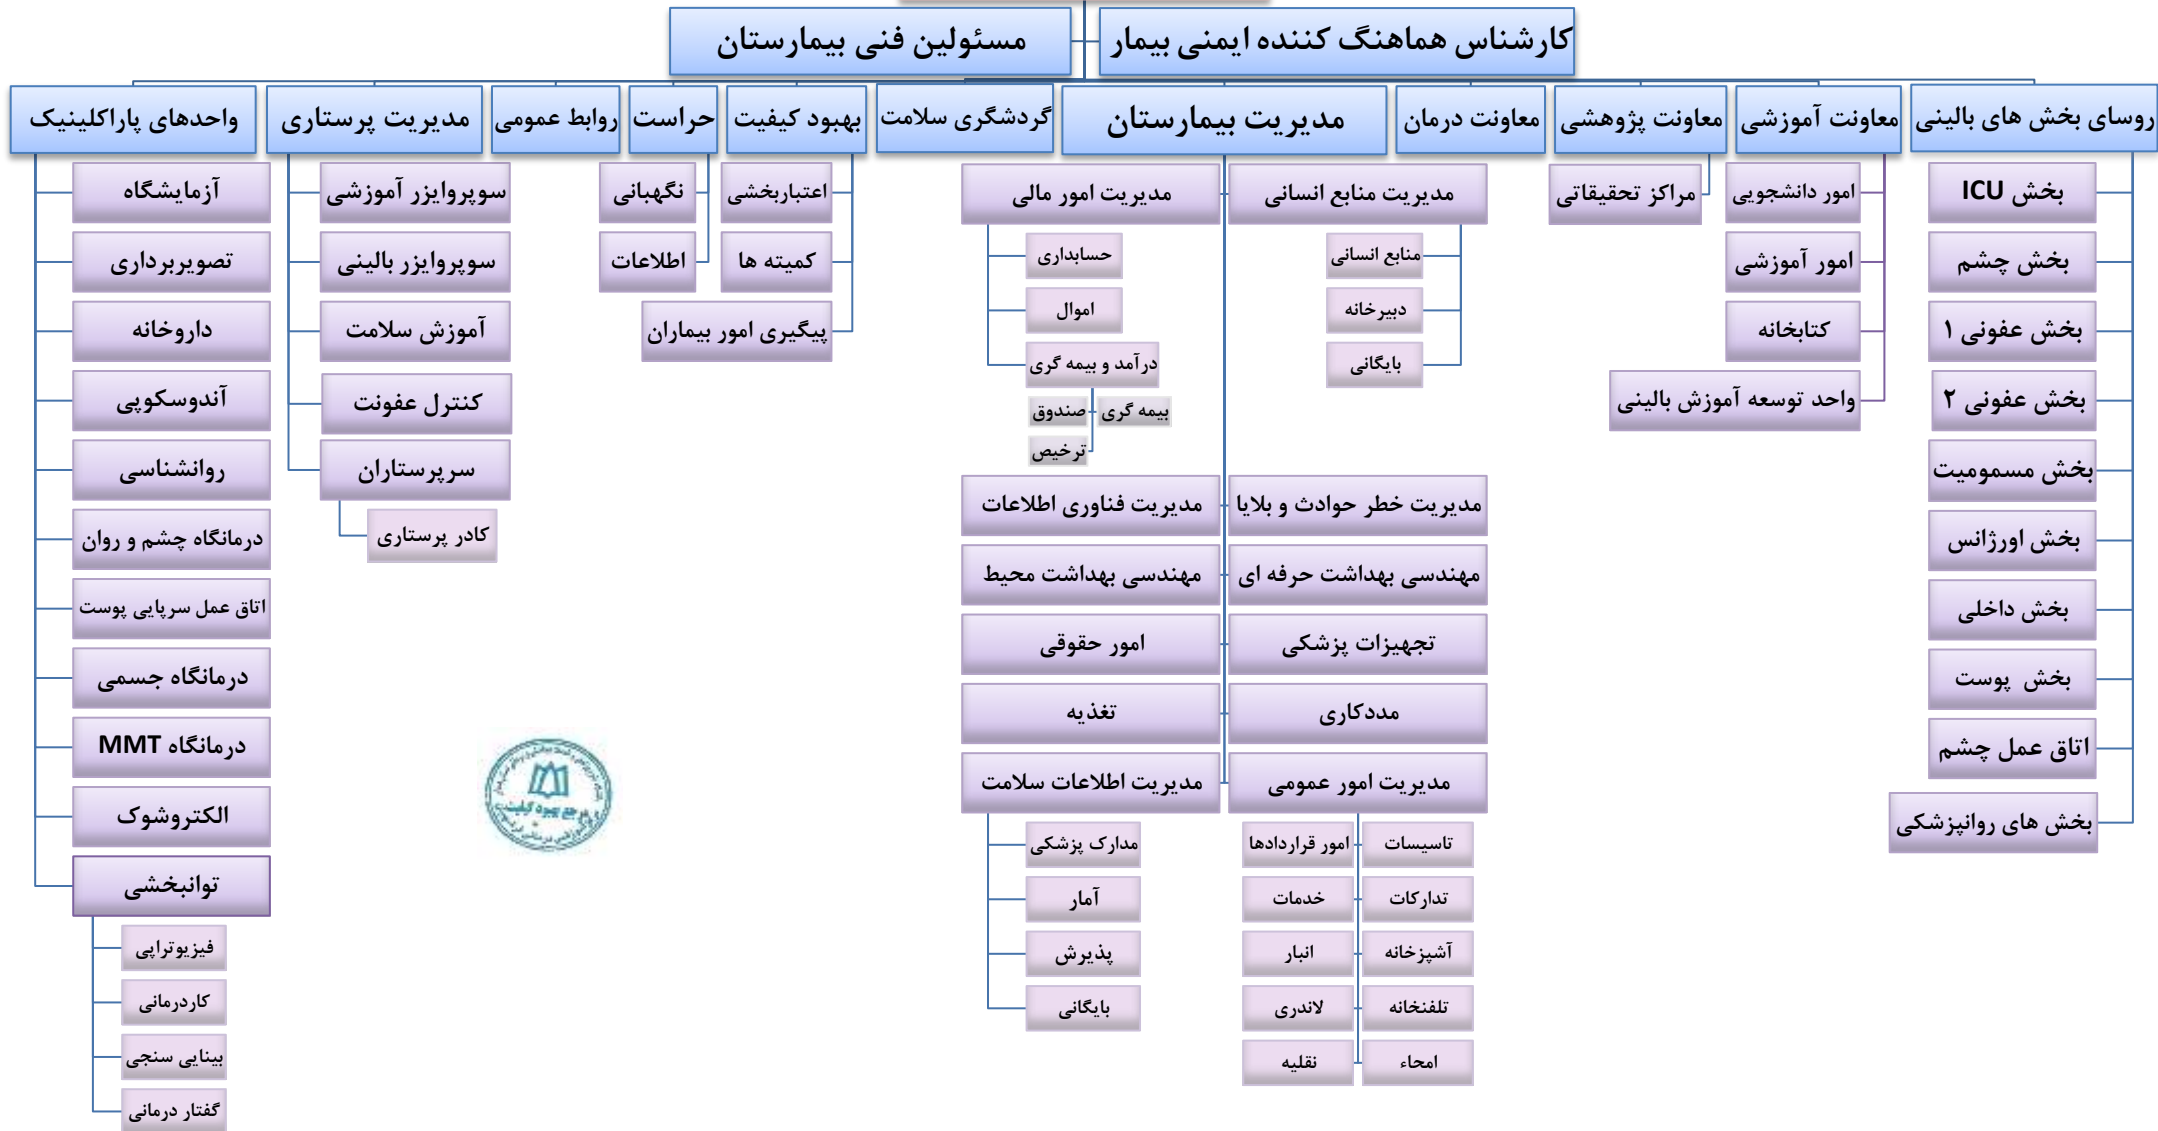 کارشناس هماهنگ کننده ایمنی بیمار
مسئولین فنی بیمارستان
روسای بخش های بالینی
معاونت آموزشی
معاونت پژوهشی
معاونت درمان
مدیریت بیمارستان
گردشگری سلامت
بهبود کیفیت
حراست
روابط عمومی
مدیریت پرستاری
واحدهای پاراکلینیک
بخش ICU
بخش چشم
بخش عفونی ۱
بخش عفونی ۲
بخش مسمومیت
بخش اورژانس
بخش داخلی
بخش پوست
اتاق عمل چشم
بخش های روانپزشکی
امور دانشجویی
امور آموزشی
کتابخانه
واحد توسعه آموزش بالینی
مراکز تحقیقاتی
مدیریت منابع انسانی
منابع انسانی
دبیرخانه
بایگانی
مدیریت امور مالی
حسابداری
اموال
درآمد و بیمه گری
بیمه گری
صندوق
ترخیص
مدیریت خطر حوادث و بلایا
مدیریت فناوری اطلاعات
مهندسی بهداشت حرفه ای
مهندسی بهداشت محیط
تجهیزات پزشکی
امور حقوقی
مددکاری
تغذیه
مدیریت امور عمومی
تاسیسات
امور قراردادها
تدارکات
خدمات
آشپزخانه
انبار
تلفنخانه
لاندری
امحاء
نقلیه
مدیریت اطلاعات سلامت
مدارک پزشکی
آمار
پذیرش
بایگانی
اعتباربخشی
کمیته ها
پیگیری امور بیماران
نگهبانی
اطلاعات
سوپروایزر آموزشی
سوپروایزر بالینی
آموزش سلامت
کنترل عفونت
سرپرستاران
کادر پرستاری
آزمایشگاه
تصویربرداری
داروخانه
آندوسکوپی
روانشناسی
درمانگاه چشم و روان
اتاق عمل سرپایی پوست
درمانگاه جسمی
درمانگاه MMT
الکتروشوک
توانبخشی
فیزیوتراپی
کاردرمانی
بینایی سنجی
گفتار درمانی
بهبود کیفیت